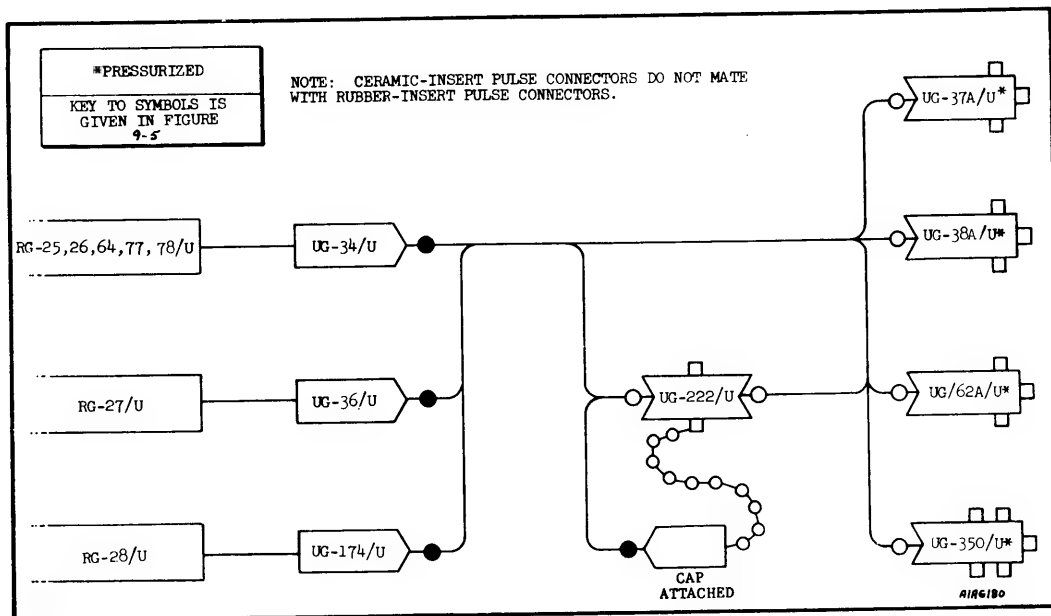 *PRESSURIZED
KEY TO SYMBOLS IS
GIVEN IN FIGURE
9-5
NOTE: CERAMIC-INSERT PULSE CONNECTORS DO NOT MATE
WITH RUBBER-INSERT PULSE CONNECTORS.
UG-37A/U*
RG-25,26,64,77, 78/U
UG-34/U
UG-38A/U*
RG-27/U
UG-36/U
UG-222/U
UG/62A/U*
RG-28/U
UG-174/U
CAP
ATTACHED
UG-350/U*
AIR6180